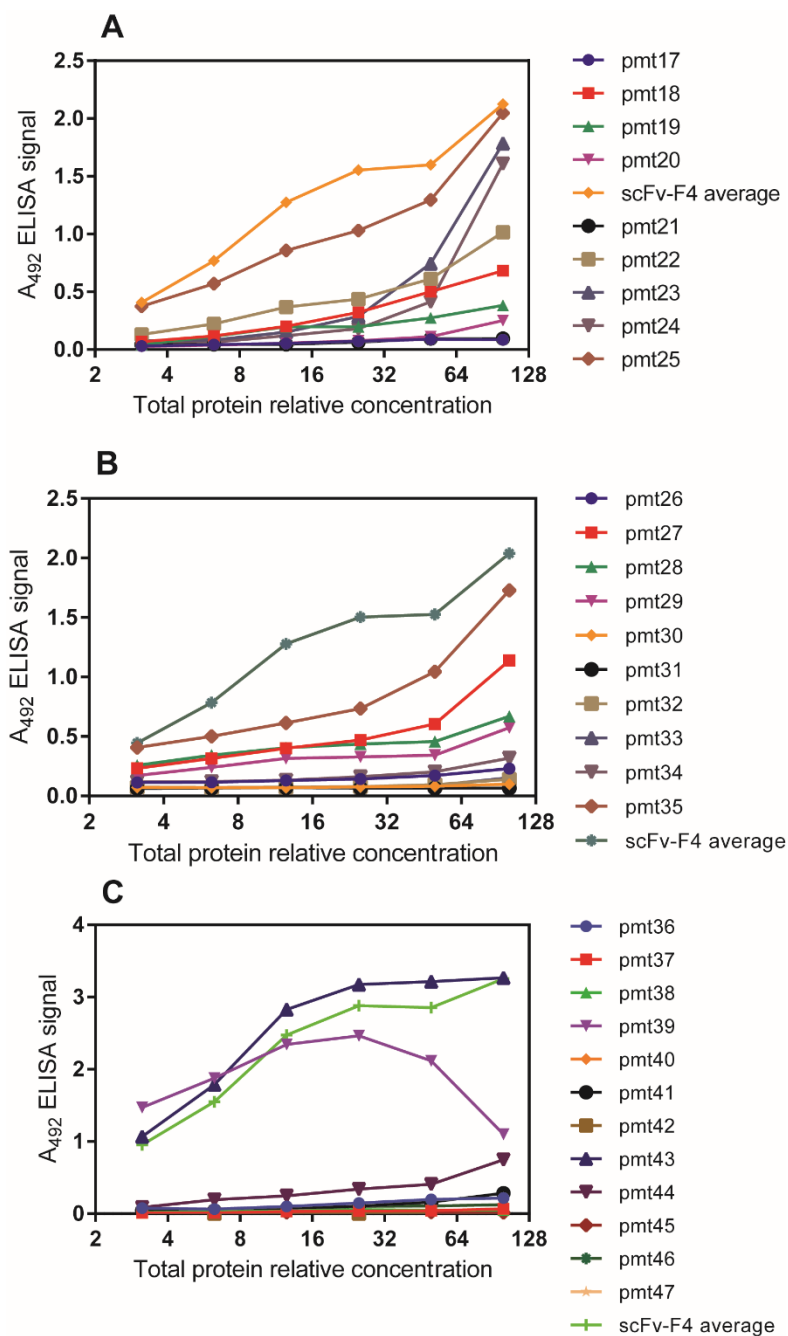 A
2.5
2.0
1.5
1.0
0.5
0.0
A492 ELISA signal
2 4 8 16 32 64 128
Total protein relative concentration
pmt17
pmt18
pmt19
pmt20
scFv-F4 average
pmt21
pmt22
pmt23
pmt24
pmt25
B
2.5
2.0
1.5
1.0
0.5
0.0
A492 ELISA signal
2 4 8 16 32 64 128
Total protein relative concentration
pmt26
pmt27
pmt28
pmt29
pmt30
pmt31
pmt32
pmt33
pmt34
pmt35
scFv-F4 average
C
4
3
2
1
0
A492 ELISA signal
2 4 8 16 32 64 128
Total protein relative concentration
pmt36
pmt37
pmt38
pmt39
pmt40
pmt41
pmt42
pmt43
pmt44
pmt45
pmt46
pmt47
scFv-F4 average